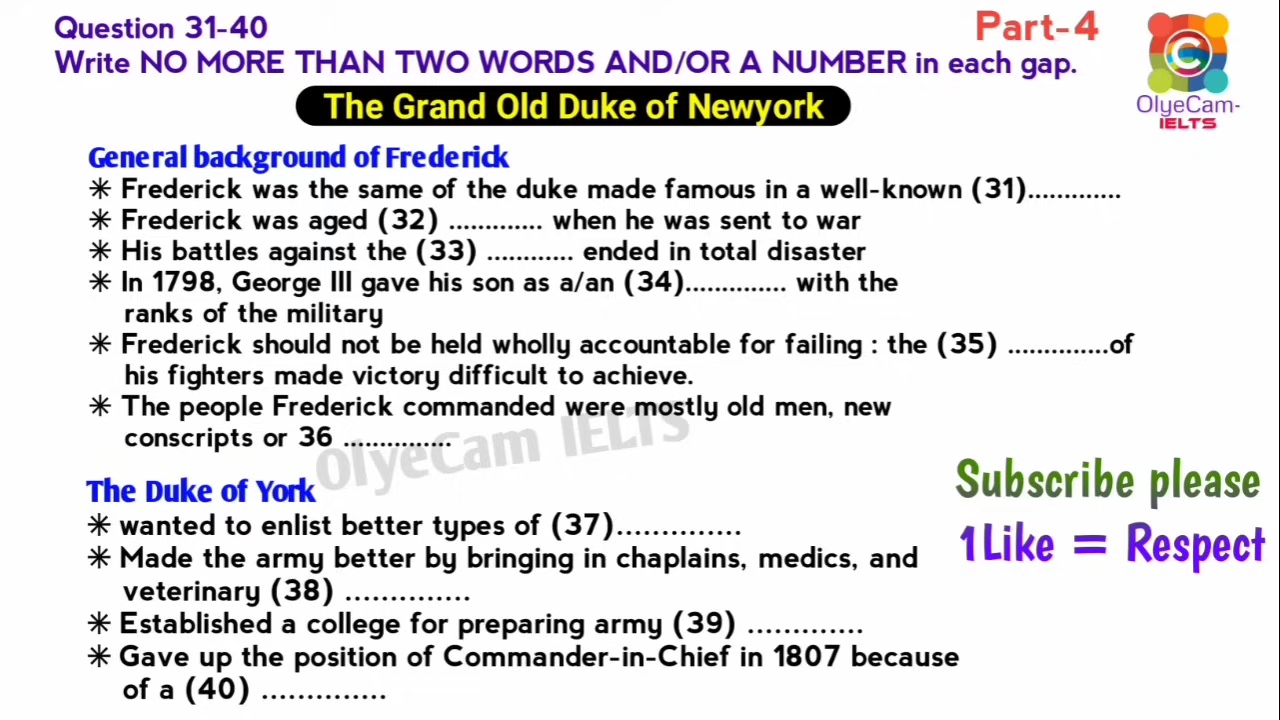 Question 31-40
Part-4
Write NO MORE THAN TWO WORDS AND/OR A NUMBER in each gap.
OlyeCam-
IELTS
The Grand Old Duke of Newyork
General background of Frederick
✳ Frederick was the same of the duke made famous in a well-known (31).............
✳ Frederick was aged (32) ............. when he was sent to war
✳ His battles against the (33) ............ ended in total disaster
✳ In 1798, George III gave his son as a/an (34).............. with the
ranks of the military
✳ Frederick should not be held wholly accountable for failing : the (35) ..............of
his fighters made victory difficult to achieve.
✳ The people Frederick commanded were mostly old men, new
conscripts or 36 ...............
OlyeCam IELTS
The Duke of York
✳ wanted to enlist better types of (37)..............
✳ Made the army better by bringing in chaplains, medics, and
veterinary (38) .............
✳ Established a college for preparing army (39) .............
✳ Gave up the position of Commander-in-Chief in 1807 because
of a (40) ..............
Subscribe please
1Like = Respect